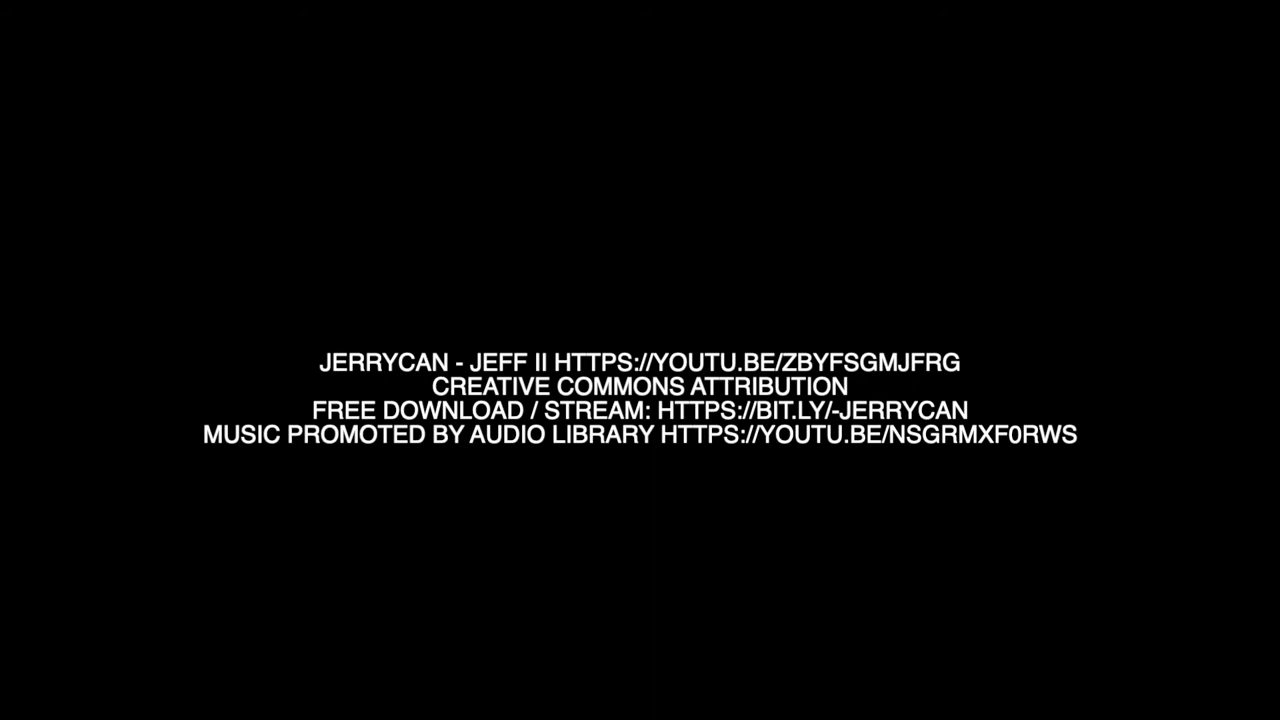 JERRYCAN - JEFF II HTTPS://YOUTU.BE/ZBYFSGMJFRG
CREATIVE COMMONS ATTRIBUTION
FREE DOWNLOAD / STREAM: HTTPS://BIT.LY/-JERRYCAN
MUSIC PROMOTED BY AUDIO LIBRARY HTTPS://YOUTU.BE/NSGRMXF0RWS